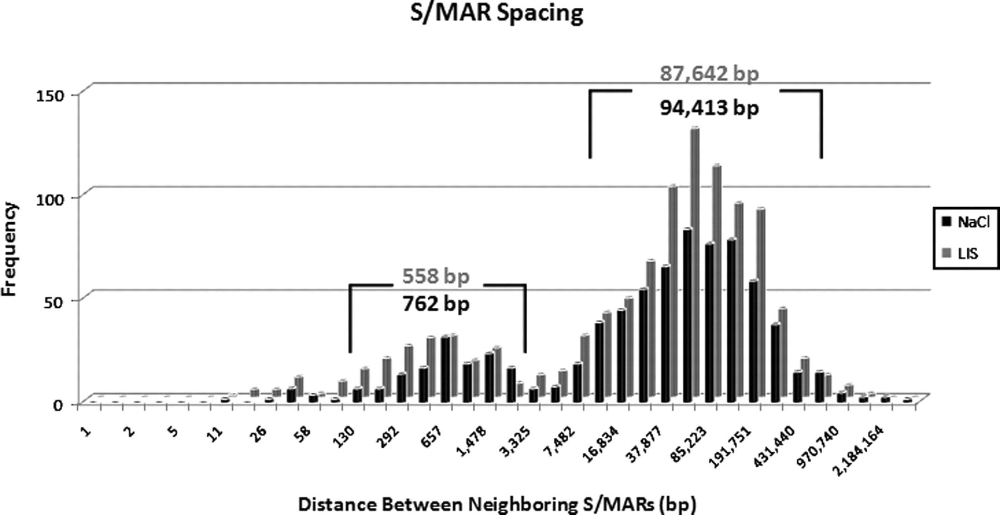 S/MAR Spacing
87,642 bp
94,413 bp
558 bp
762 bp
Frequency
150
100
50
0
NaCl
LIS
1
2
5
11
26
58
130
292
657
1,478
3,325
7,482
16,834
37,877
85,223
191,751
431,440
970,740
2,184,164
Distance Between Neighboring S/MARs (bp)